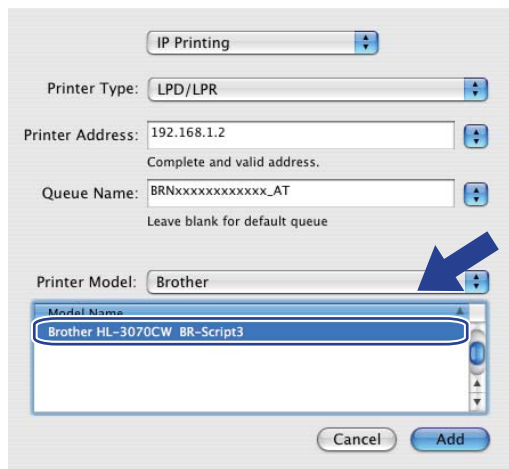 IP Printing
Printer Type: LPD/LPR
Printer Address: 192.168.1.2
Complete and valid address.
Queue Name: BRNxxxxxxxxxxxx_AT
Leave blank for default queue
Printer Model: Brother
Model Name
Brother HL-3070CW BR-Script3
Cancel Add